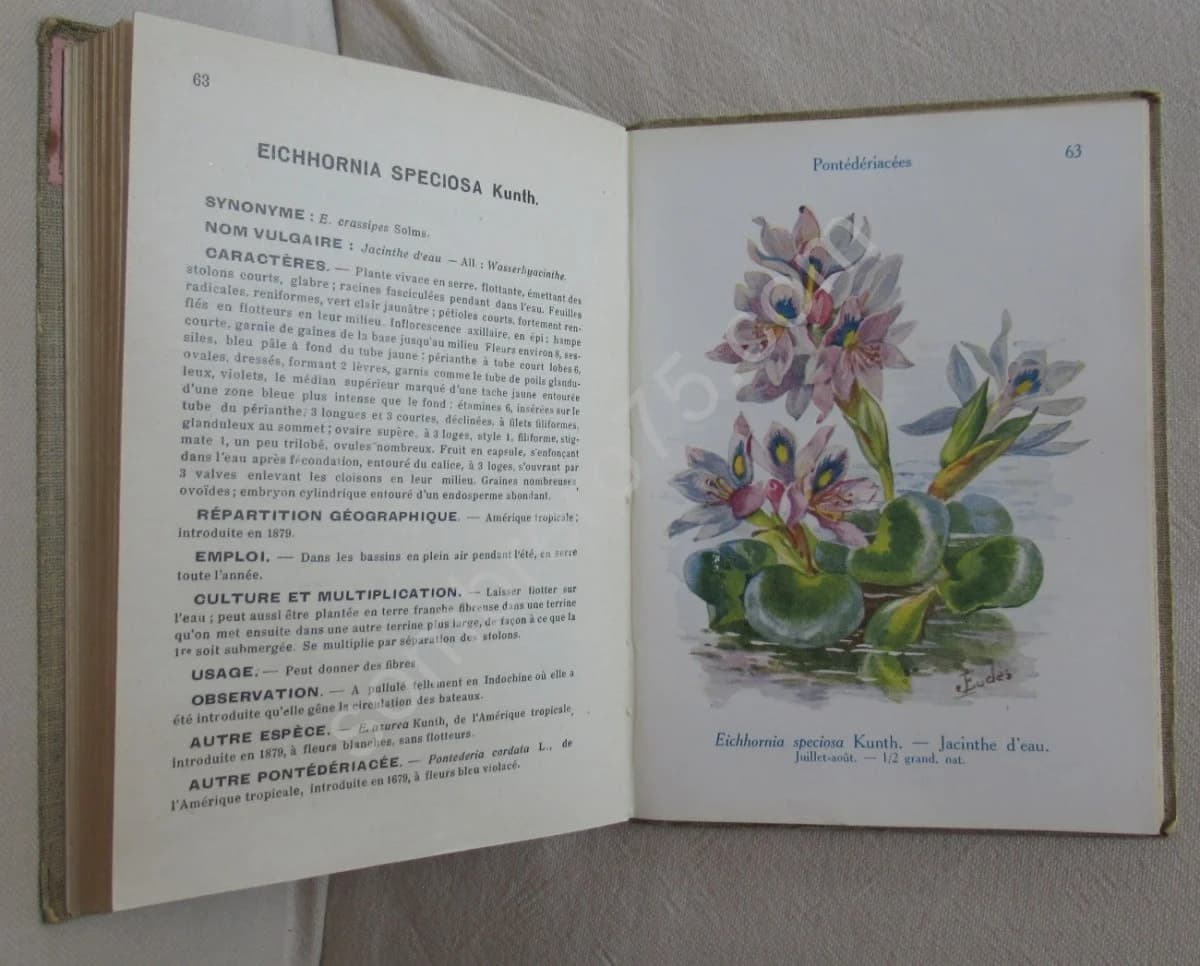 63
EICHHORNIA SPECIOSA Kunth.
SYNONYME : E. crassipes Solms.
NOM VULGAIRE : Jacinthe d'eau — All. : Wasserhyacinthe.
CARACTÈRES. — Plante vivace en serre, flottante, émettant des
stolons courts, glabre ; racines fasciculées pendant dans l'eau. Feuilles
radicales, reniformes, vert clair jaunâtre ; pétioles courts, fortement ren-
flés en flotteurs en leur milieu. Inflorescence axillaire, en épi ; hampe
courte, garnie de gaines de la base jusqu'au milieu Fleurs environ 8, ses-
siles, bleu pâle à fond du tube jaune ; périanthe à tube court lobes 6,
ovales, dressés, formant 2 lèvres, garnis comme le tube de poils glandu-
leux, violets, le médian supérieur marqué d'une tache jaune entourée
d'une zone bleue plus intense que le fond ; étamines 6, insérées sur le
tube du périanthe, 3 longues et 3 courtes, déclinées, à filets filiformes,
glanduleux au sommet ; ovaire supère, à 3 loges, style 1, filiforme, stig-
mate 1, un peu trilobé, ovules nombreux. Fruit en capsule, s'enfonçant
dans l'eau après fécondation, entouré du calice, à 3 loges, s'ouvrant par
3 valves enlevant les cloisons en leur milieu. Graines nombreuses,
ovoïdes ; embryon cylindrique entouré d'un endosperme abondant.
RÉPARTITION GÉOGRAPHIQUE. — Amérique tropicale ;
introduite en 1879.
EMPLOI. — Dans les bassins en plein air pendant l'été, en serre
toute l'année.
CULTURE ET MULTIPLICATION. — Laisser flotter sur
l'eau ; peut aussi être plantée en terre franche fibreuse dans une terrine
qu'on met ensuite dans une autre terrine plus large, de façon à ce que la
1re soit submergée. Se multiplie par séparation des stolons.
USAGE. — Peut donner des fibres
OBSERVATION. — A pullulé tellement en Indochine où elle a
été introduite qu'elle gêne la circulation des bateaux.
AUTRE ESPÈCE. — E. azurea Kunth, de l'Amérique tropicale,
introduite en 1879, à fleurs blanches, sans flotteurs.
AUTRE PONTÉDÉRIACÉE. — Pontederia cordata L., de
l'Amérique tropicale, introduite en 1679, à fleurs bleu violacé.
Pontédériacées
63
Eudes
Eichhornia speciosa Kunth. — Jacinthe d'eau.
Juillet-août. — 1/2 grand. nat.